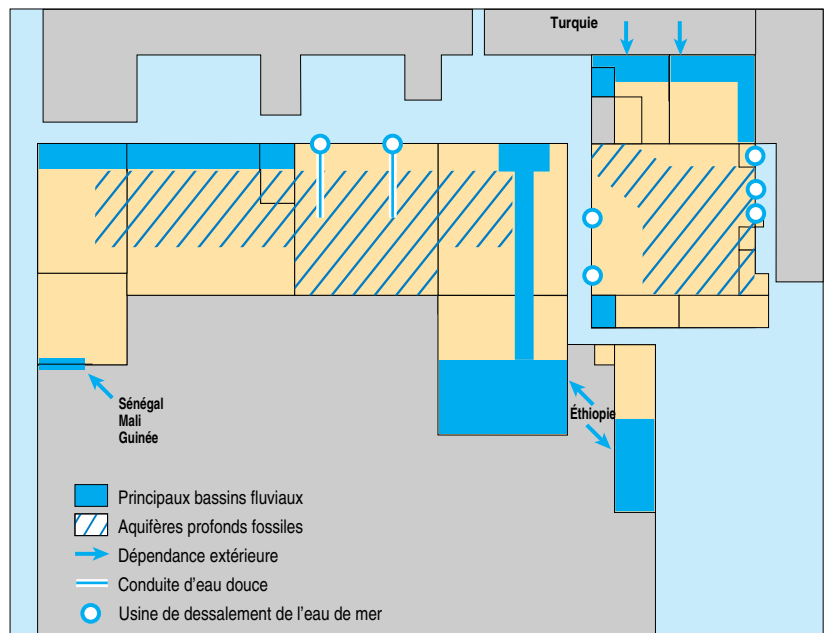 Turquie
Sénégal
Mali
Guinée
Éthiopie
Principaux bassins fluviaux
Aquifères profonds fossiles
Dépendance extérieure
Conduite d'eau douce
Usine de dessalement de l'eau de mer